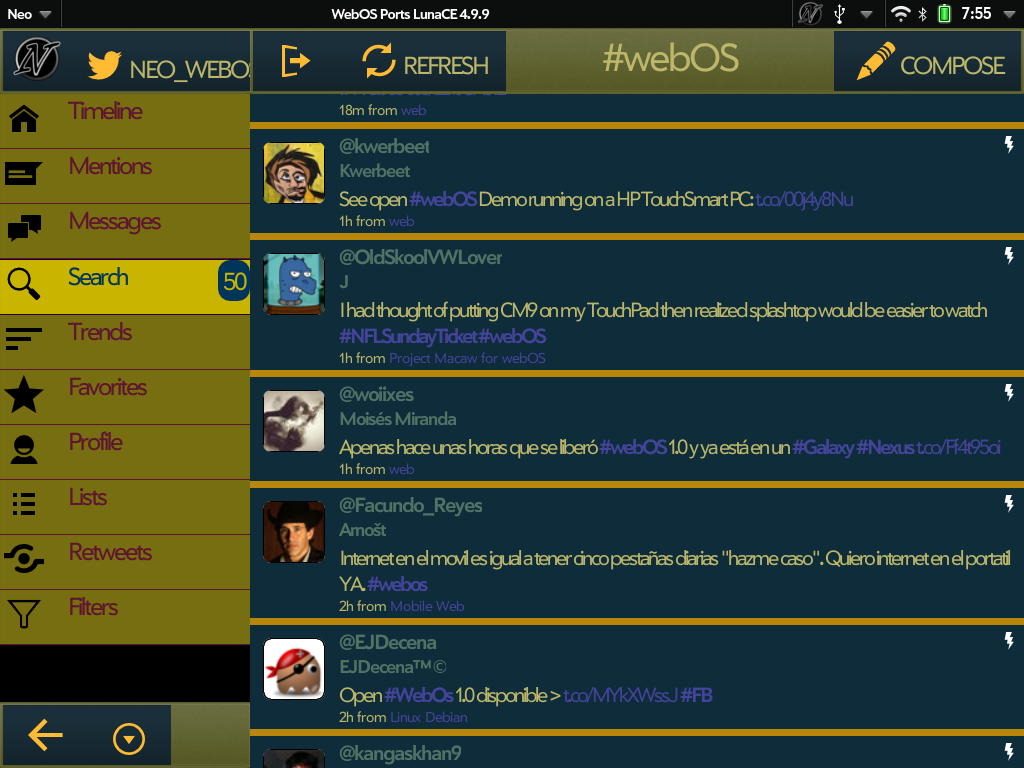 Neo
WebOS Ports LunaCE 4.9.9
7:55
NEO_WEBO
REFRESH
#webOS
COMPOSE
Timeline
Mentions
Messages
Search
50
Trends
Favorites
Profile
Lists
Retweets
Filters
18m from web
@kwerbeet
Kwerbeet
See open #webOS Demo running on a HP TouchSmart PC: t.co/00j4y8Nu
1h from web
@OldSkoolVWLover
J
I had thought of putting CM9 on my TouchPad then realized splashtop would be easier to watch
#NFLSundayTicket #webOS
1h from Project Macaw for webOS
@woiixes
Moisés Miranda
Apenas hace unas horas que se liberó #webOS 1.0 y ya está en un #Galaxy #Nexus t.co/Ff4t95oi
1h from web
@Facundo_Reyes
Arnošt
Internet en el movil es igual a tener cinco pestañas diarias "hazme caso". Quiero internet en el portatil
YA. #webos
2h from Mobile Web
@EJDecena
EJDecena™©
Open #WebOs 1.0 disponible > t.co/MYkXWssJ #FB
2h from Linux Debian
@kangaskhan9